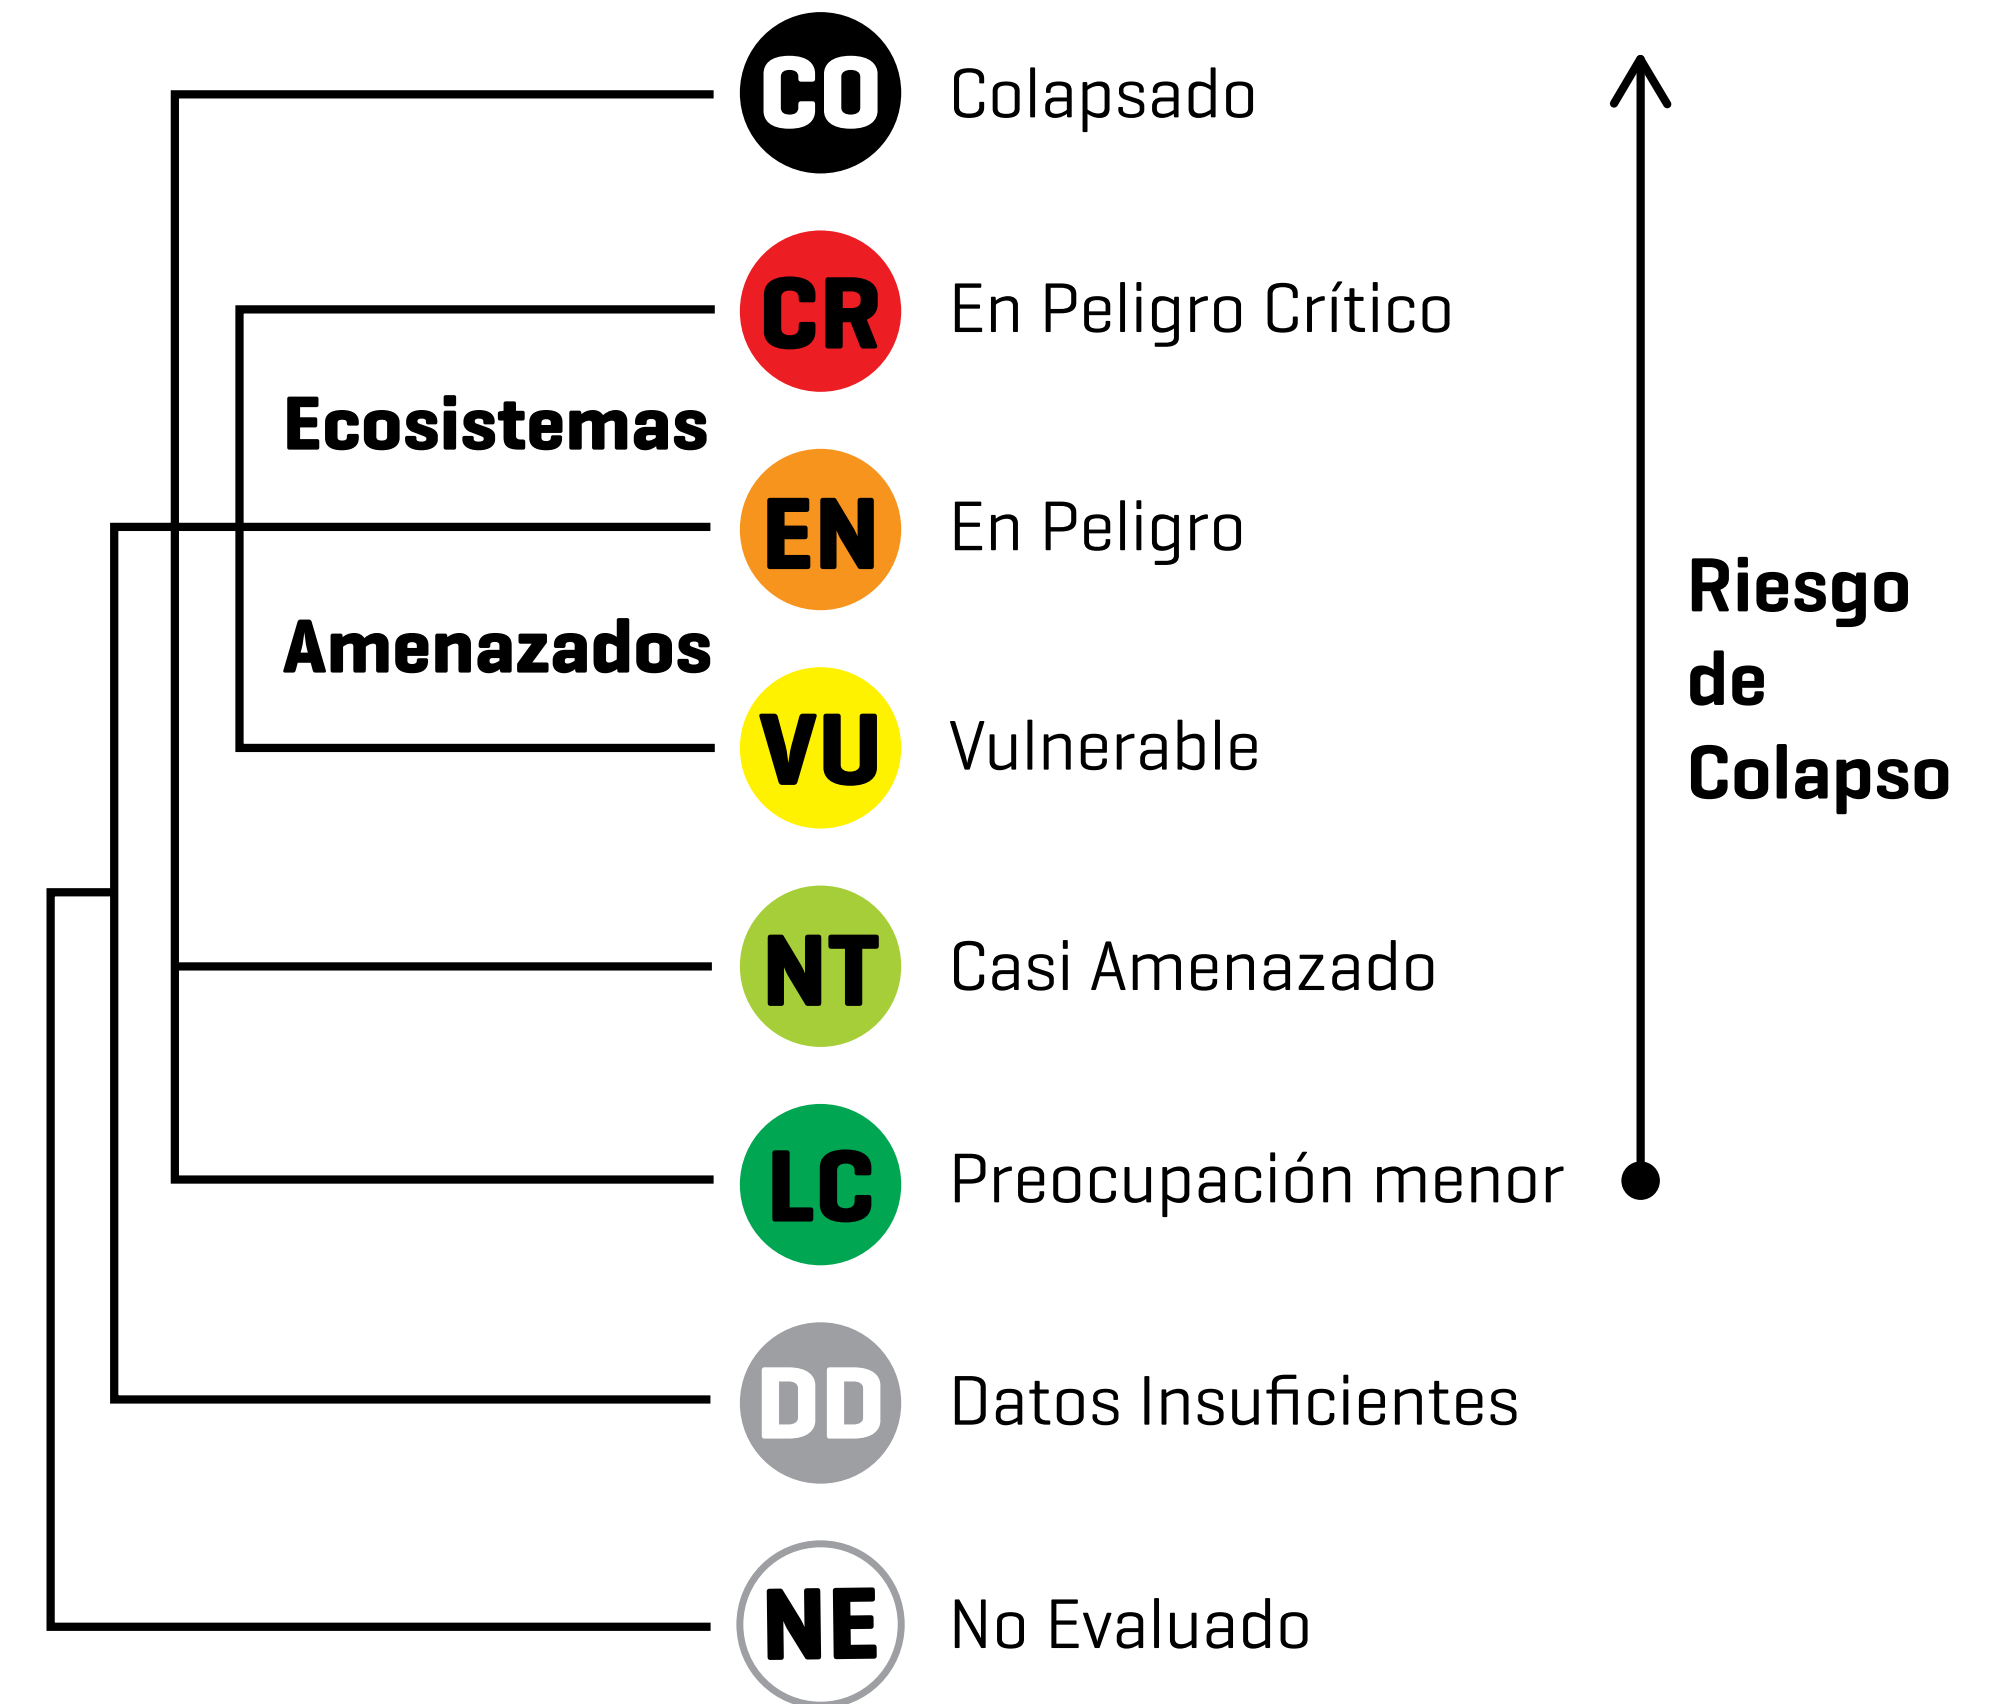 CO Colapsado
CR En Peligro Crítico
Ecosistemas
EN En Peligro
Amenazados
VU Vulnerable
NT Casi Amenazado
LC Preocupación menor
DD Datos Insuficientes
NE No Evaluado
Riesgo
de
Colapso